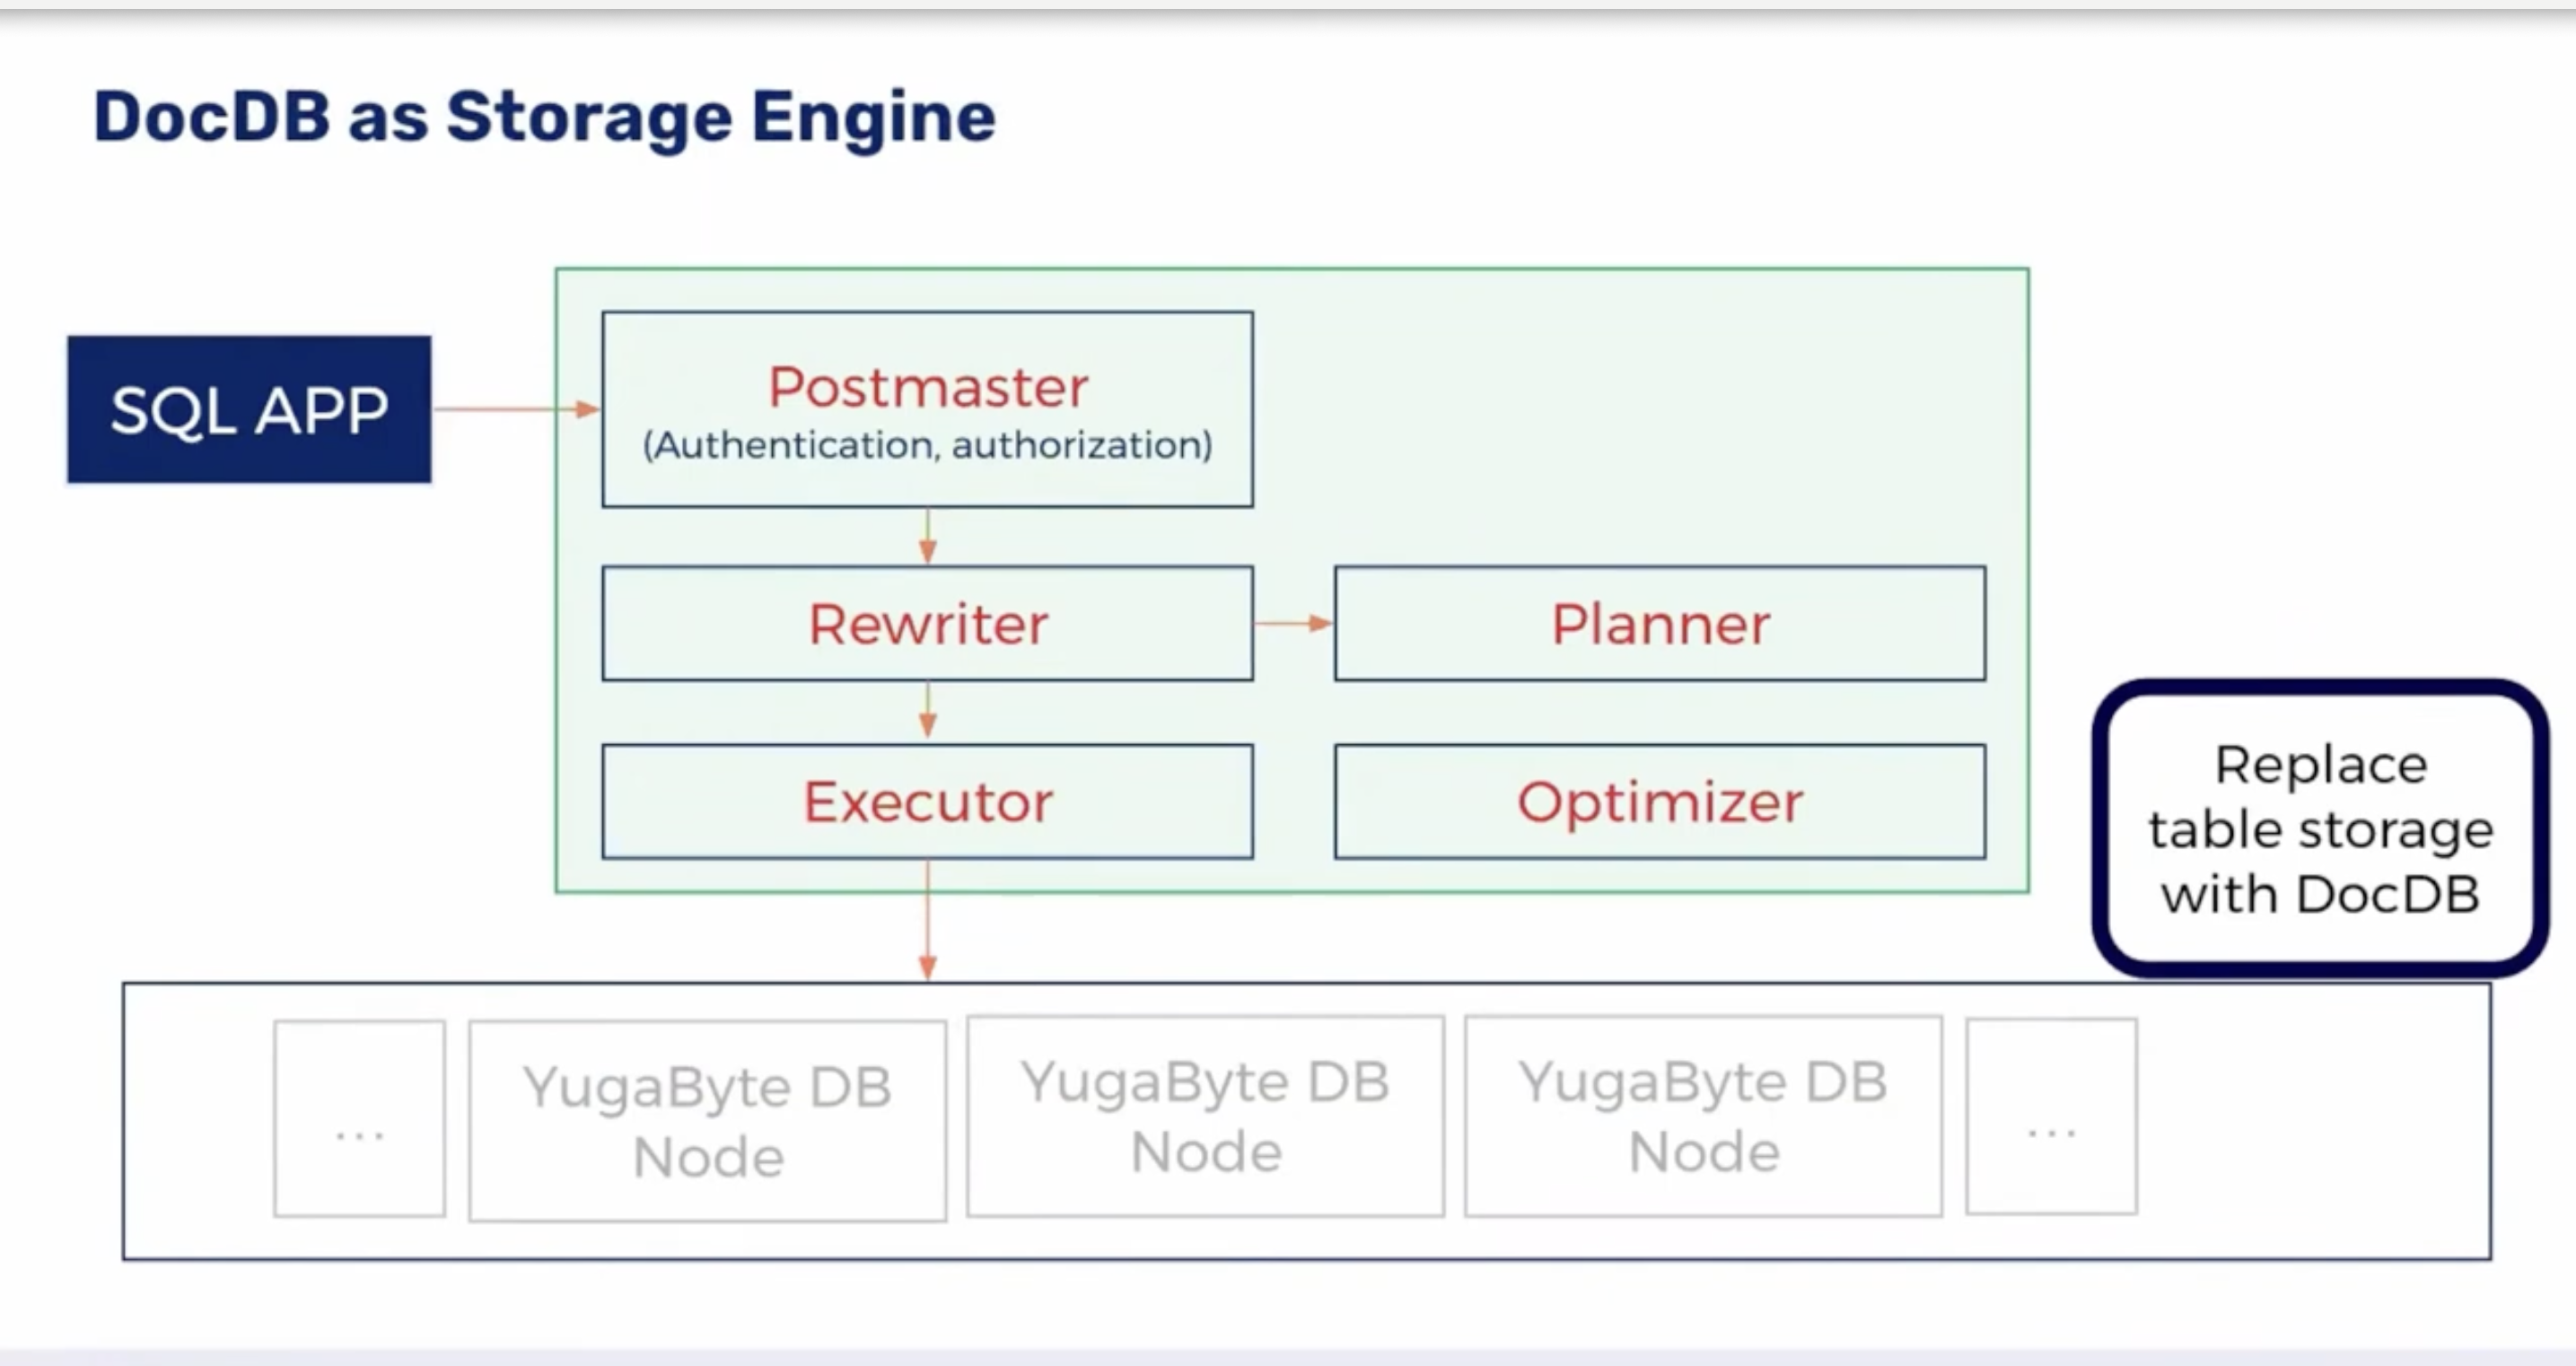 DocDB as Storage Engine
SQL APP
Postmaster
(Authentication, authorization)
Rewriter
Planner
Executor
Optimizer
Replace
table storage
with DocDB
...
YugaByte DB
Node
YugaByte DB
Node
YugaByte DB
Node
...